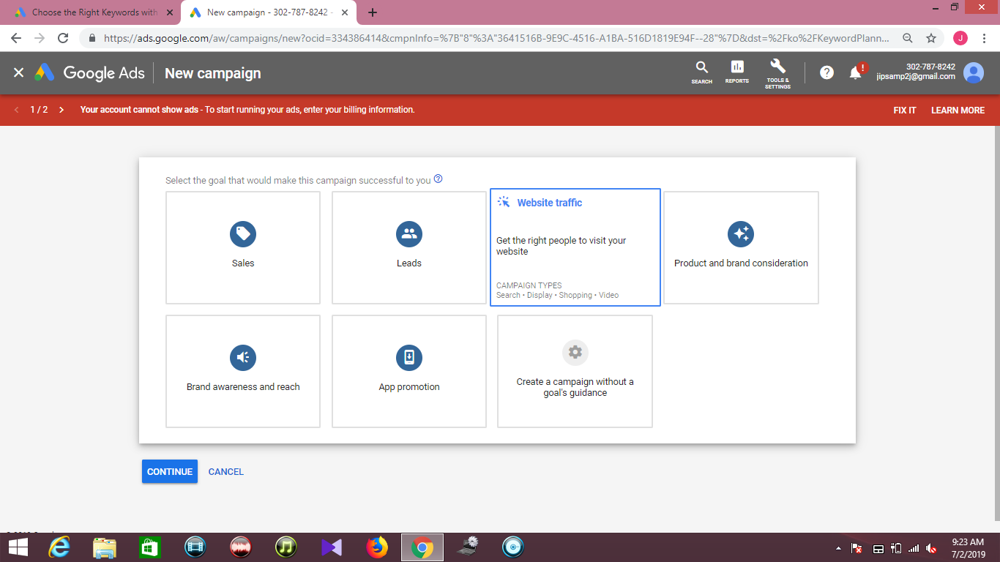 Choose the Right Keywords with
New campaign - 302-787-8242 -
https://ads.google.com/aw/campaigns/new?ocid=334386414&cmpnInfo=%7B"8"%3A"3641516B-9E9C-4516-A1BA-516D1819E94F--28"%7D&dst=%2Fko%2FKeywordPlann...
J
Google Ads
New campaign
SEARCH
REPORTS
TOOLS &
SETTINGS
302-787-8242
jipsamp2j@gmail.com
1 / 2
Your account cannot show ads - To start running your ads, enter your billing information.
FIX IT
LEARN MORE
Select the goal that would make this campaign successful to you
Sales
Leads
Website traffic
Get the right people to visit your
website
CAMPAIGN TYPES
Search • Display • Shopping • Video
Product and brand consideration
Brand awareness and reach
App promotion
Create a campaign without a
goal's guidance
CONTINUE
CANCEL
9:23 AM
7/2/2019